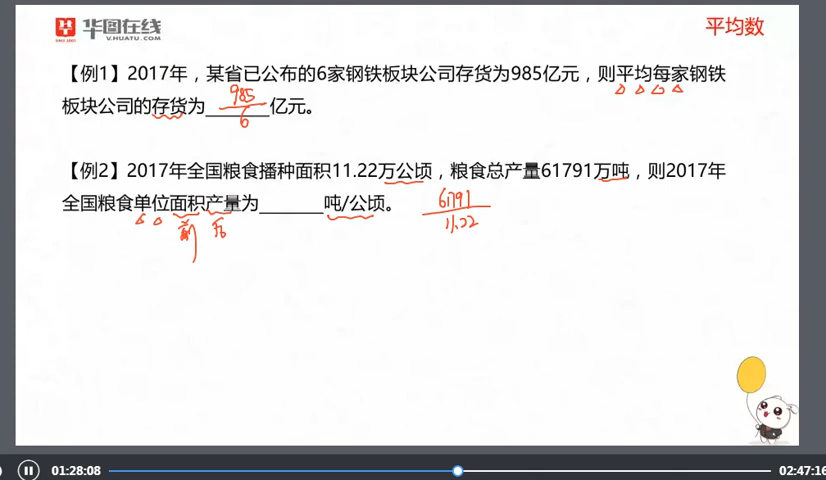 华图在线
V.HUATU.COM
平均数
【例1】2017年，某省已公布的6家钢铁板块公司存货为985亿元，则平均每家钢铁
板块公司的存货为______亿元。
985
6
【例2】2017年全国粮食播种面积11.22万公顷，粮食总产量61791万吨，则2017年
全国粮食单位面积产量为______吨/公顷。
61791
11.22
前 后
01:28:08
02:47:16